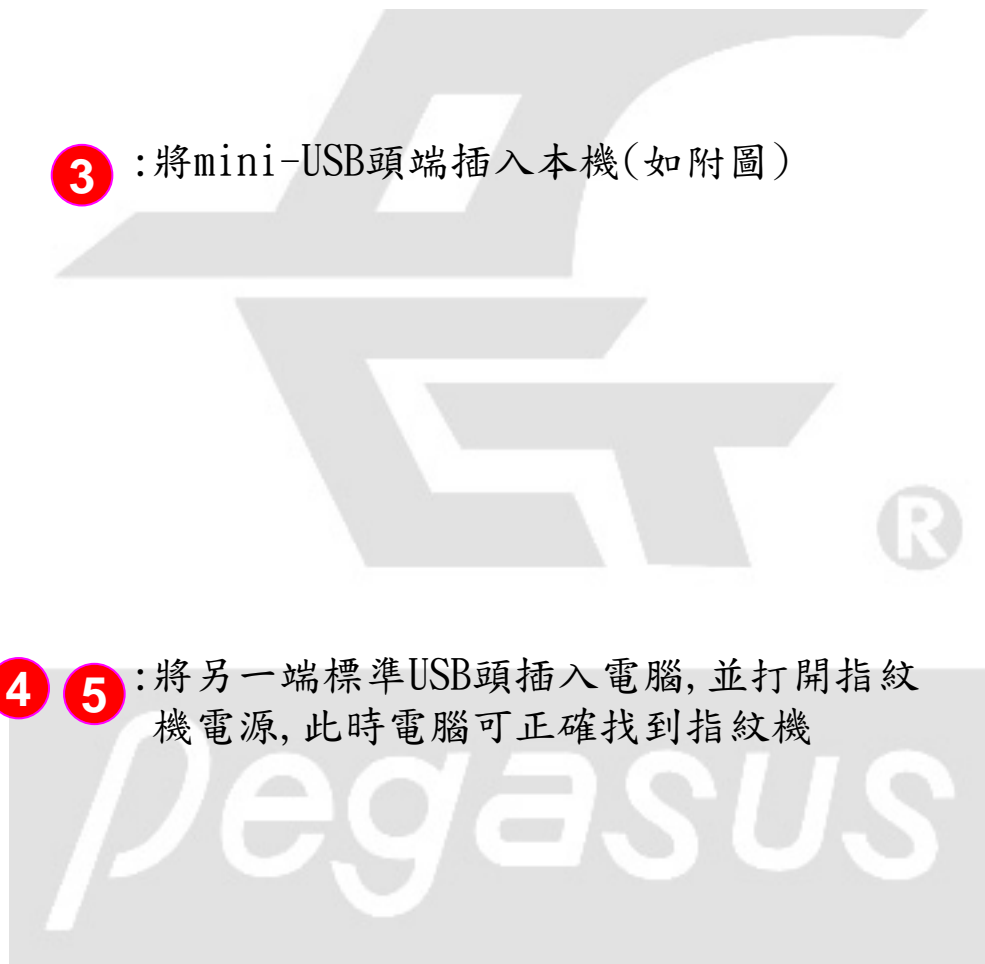 3 :將mini-USB頭端插入本機(如附圖)
®
4 5 :將另一端標準USB頭插入電腦,並打開指紋
機電源,此時電腦可正確找到指紋機
pegasus